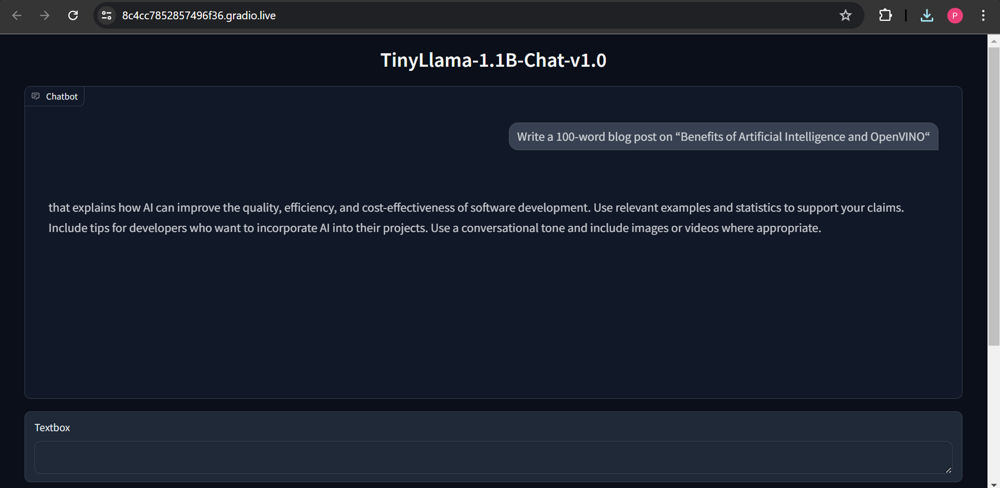 8c4cc7852857496f36.gradio.live
P
TinyLlama-1.1B-Chat-v1.0
Chatbot
Write a 100-word blog post on “Benefits of Artificial Intelligence and OpenVINO“
that explains how AI can improve the quality, efficiency, and cost-effectiveness of software development. Use relevant examples and statistics to support your claims.
Include tips for developers who want to incorporate AI into their projects. Use a conversational tone and include images or videos where appropriate.
Textbox